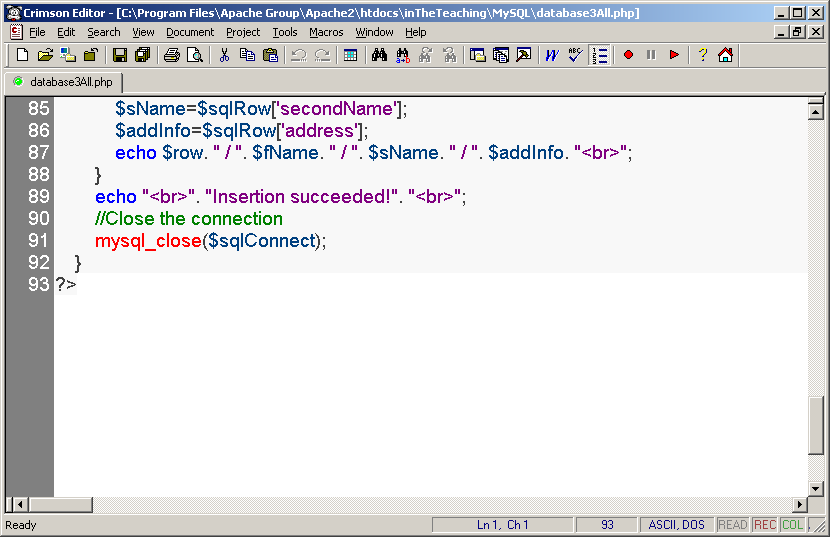 Crimson Editor - [C:\Program Files\Apache Group\Apache2\htdocs\inTheTeaching\MySQL\database3All.php]
File Edit Search View Document Project Tools Macros Window Help
database3All.php
85 $sName=$sqlRow['secondName'];
86 $addInfo=$sqlRow['address'];
87 echo $row. " / ". $fName. " / ". $sName. " / ". $addInfo. "<br>";
88 }
89 echo "<br>". "Insertion succeeded!". "<br>";
90 //Close the connection
91 mysql_close($sqlConnect);
92 }
93 ?>
Ready Ln 1, Ch 1 93 ASCII, DOS READ REC COL